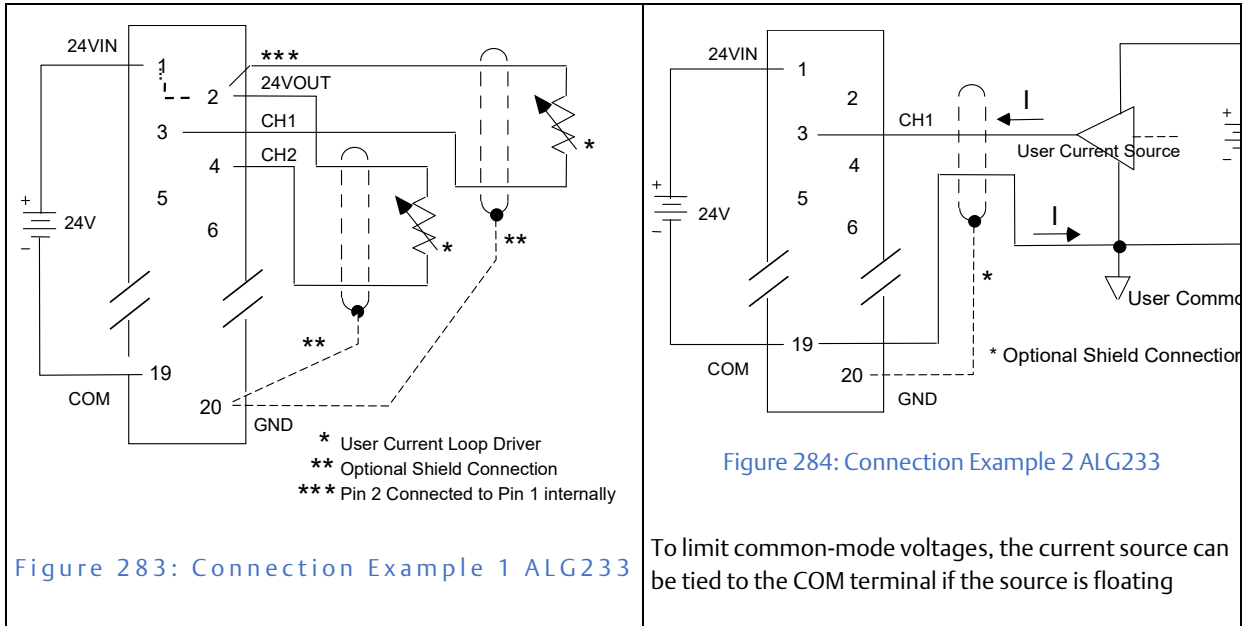 24VIN
1
***
2
24VOUT
3
CH1
4
CH2
5
6
*
*
+
24V
–
**
**
19
COM
20
GND
* User Current Loop Driver
** Optional Shield Connection
*** Pin 2 Connected to Pin 1 internally
Figure 283: Connection Example 1 ALG233
24VIN
1
2
I
3
CH1
+
User Current Source
–
4
5
+
24V
–
6
I
*
User Commo
19
* Optional Shield Connection
COM
20
GND
Figure 284: Connection Example 2 ALG233
To limit common-mode voltages, the current source can
be tied to the COM terminal if the source is floating